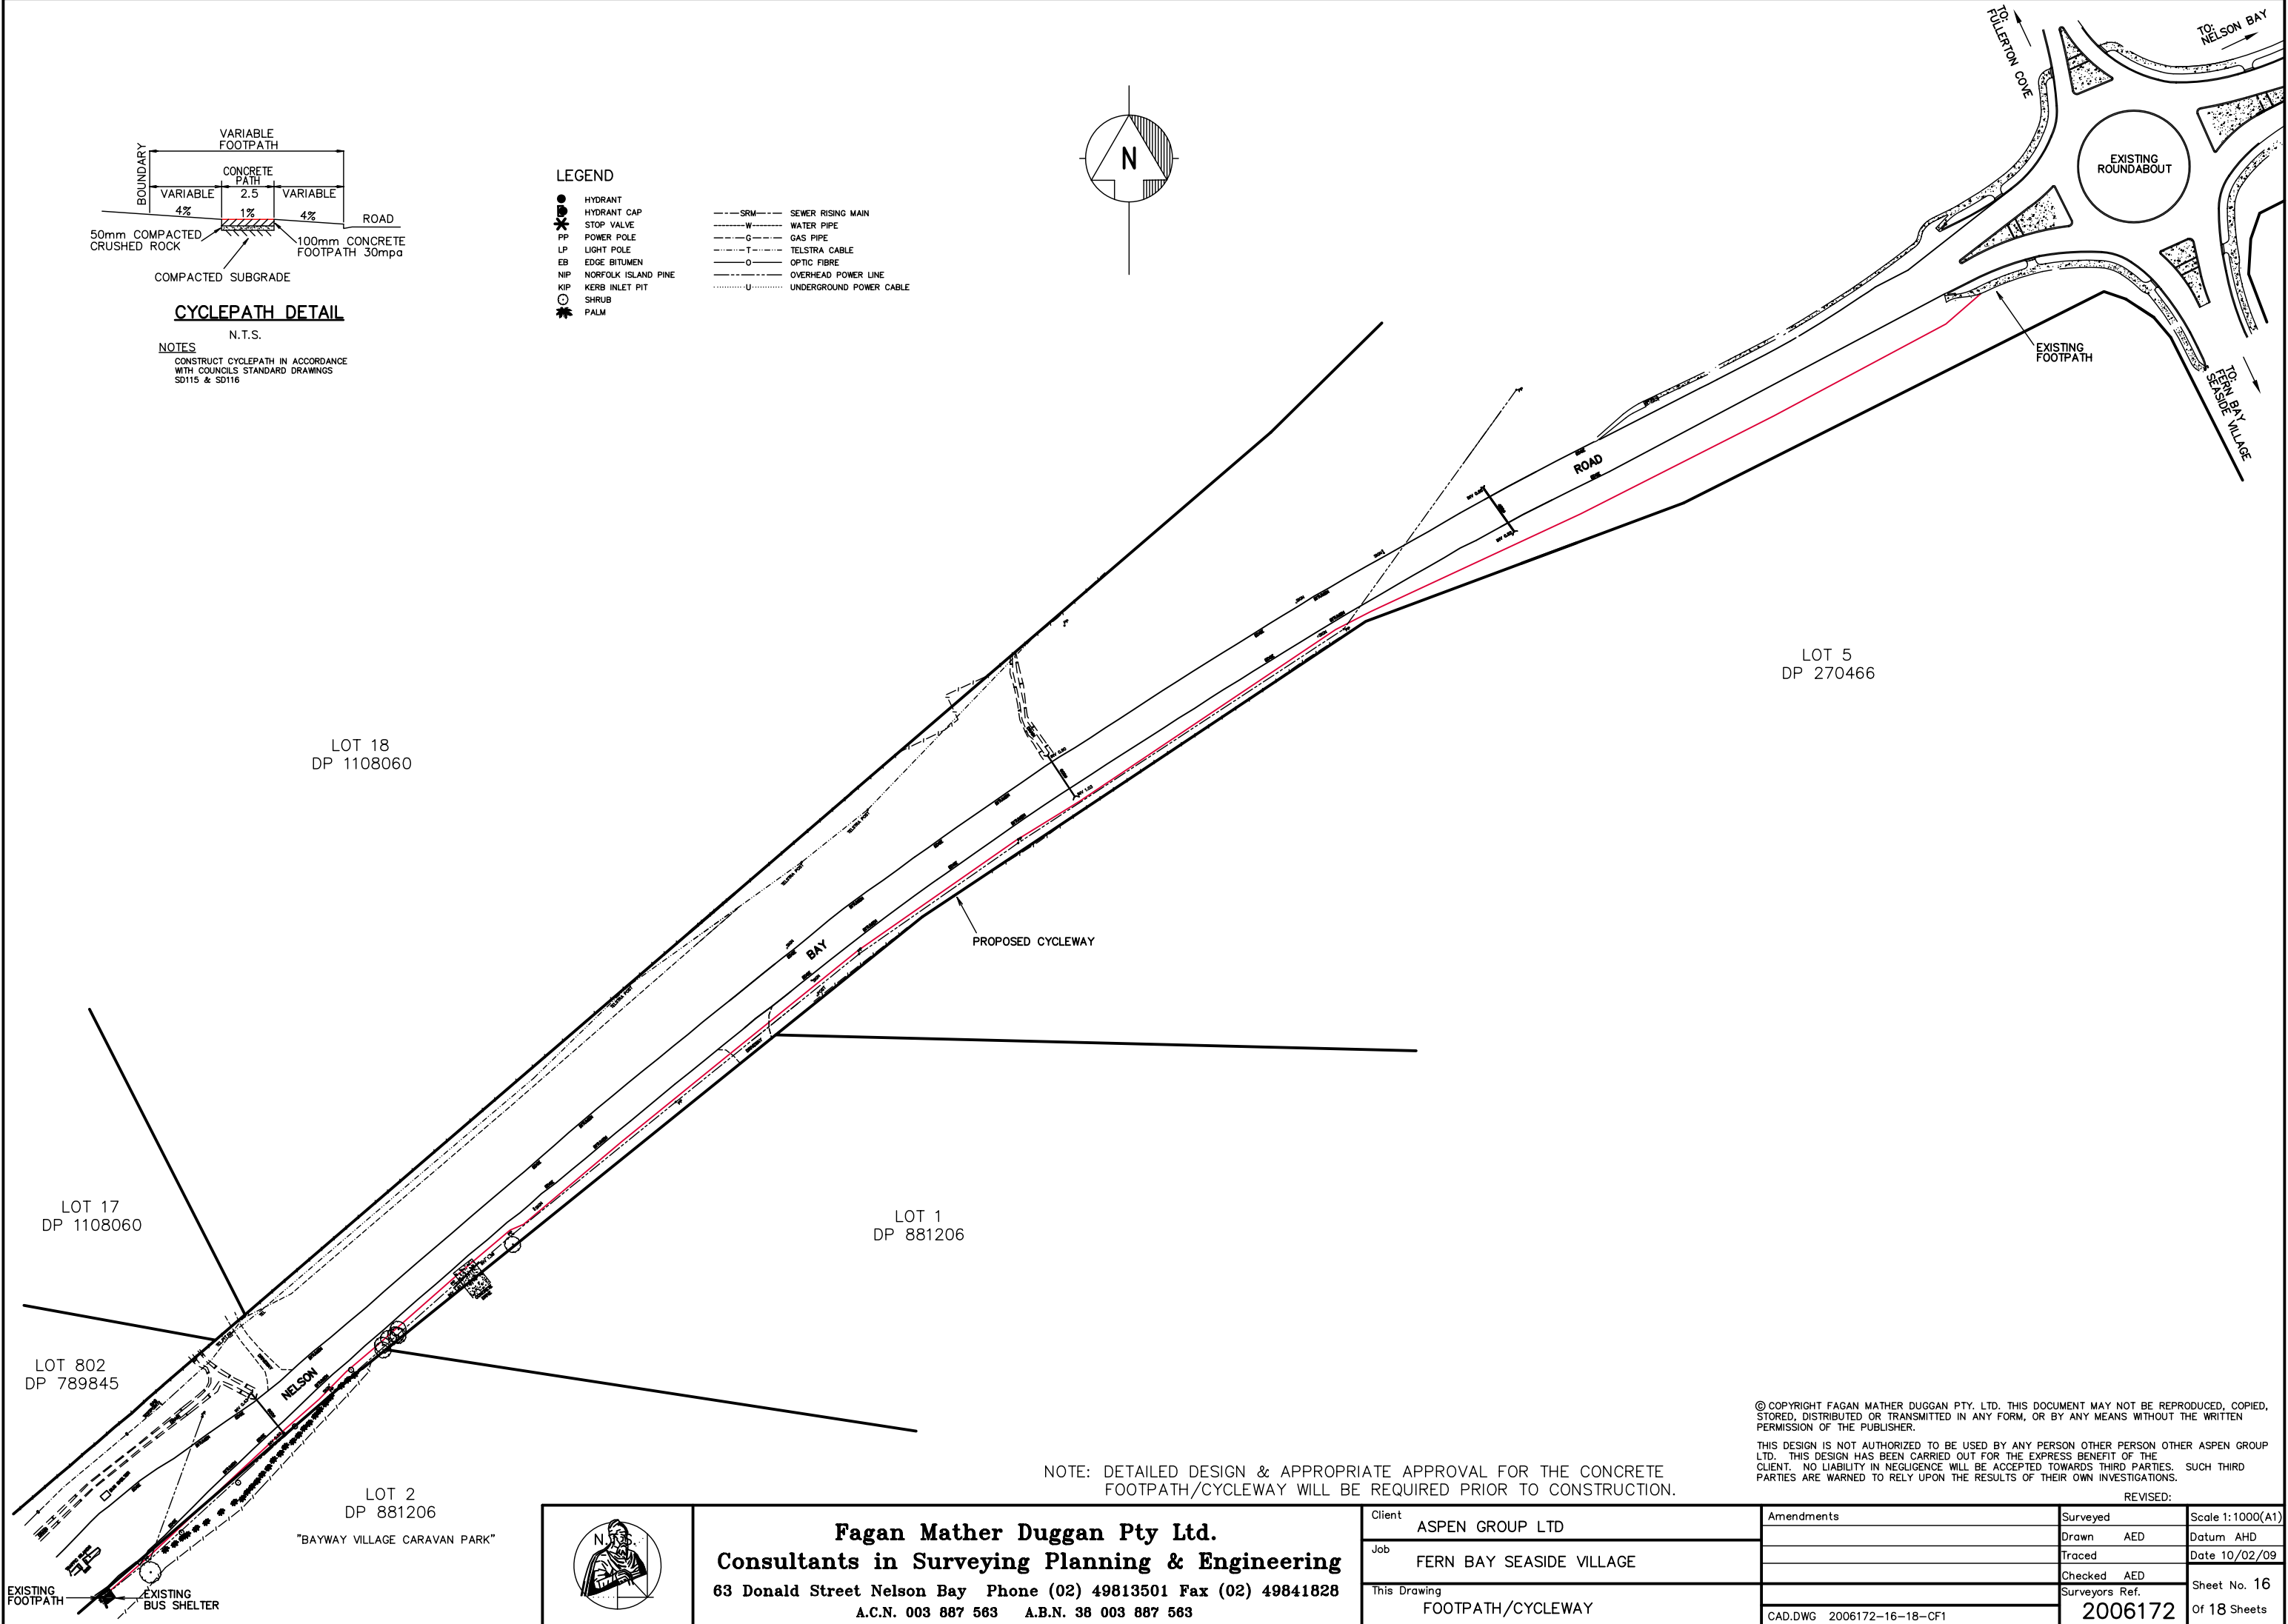 TO:
FULLERTON COVE
TO:
NELSON BAY
EXISTING
ROUNDABOUT
EXISTING
FOOTPATH
TO:
FERN BAY
SEASIDE VILLAGE
VARIABLE
FOOTPATH
BOUNDARY
CONCRETE
PATH
VARIABLE 2.5 VARIABLE
4% 1% 4% ROAD
50mm COMPACTED
CRUSHED ROCK
100mm CONCRETE
FOOTPATH 30mpa
COMPACTED SUBGRADE
CYCLEPATH DETAIL
N.T.S.
NOTES
CONSTRUCT CYCLEPATH IN ACCORDANCE
WITH COUNCILS STANDARD DRAWINGS
SD115 & SD116
LEGEND
HYDRANT
HYDRANT CAP
STOP VALVE
PP POWER POLE
LP LIGHT POLE
EB EDGE BITUMEN
NIP NORFOLK ISLAND PINE
KIP KERB INLET PIT
SHRUB
PALM
SRM SEWER RISING MAIN
W WATER PIPE
G GAS PIPE
T TELSTRA CABLE
O OPTIC FIBRE
OVERHEAD POWER LINE
U UNDERGROUND POWER CABLE
N
ROAD
LOT 5
DP 270466
LOT 18
DP 1108060
TELSTRA POST
TELSTRA POST
TELSTRA POST
BAY
PROPOSED CYCLEWAY
LOT 17
DP 1108060
LOT 1
DP 881206
LOT 802
DP 789845
NELSON
LOT 2
DP 881206
"BAYWAY VILLAGE CARAVAN PARK"
EXISTING
FOOTPATH
EXISTING
BUS SHELTER
NOTE: DETAILED DESIGN & APPROPRIATE APPROVAL FOR THE CONCRETE
FOOTPATH/CYCLEWAY WILL BE REQUIRED PRIOR TO CONSTRUCTION.
© COPYRIGHT FAGAN MATHER DUGGAN PTY. LTD. THIS DOCUMENT MAY NOT BE REPRODUCED, COPIED,
STORED, DISTRIBUTED OR TRANSMITTED IN ANY FORM, OR BY ANY MEANS WITHOUT THE WRITTEN
PERMISSION OF THE PUBLISHER.
THIS DESIGN IS NOT AUTHORIZED TO BE USED BY ANY PERSON OTHER PERSON OTHER ASPEN GROUP
LTD. THIS DESIGN HAS BEEN CARRIED OUT FOR THE EXPRESS BENEFIT OF THE
CLIENT. NO LIABILITY IN NEGLIGENCE WILL BE ACCEPTED TOWARDS THIRD PARTIES. SUCH THIRD
PARTIES ARE WARNED TO RELY UPON THE RESULTS OF THEIR OWN INVESTIGATIONS.
REVISED:
N.T.S.
Fagan Mather Duggan Pty Ltd.
Consultants in Surveying Planning & Engineering
63 Donald Street Nelson Bay Phone (02) 49813501 Fax (02) 49841828
A.C.N. 003 887 563 A.B.N. 38 003 887 563
Client
ASPEN GROUP LTD
Job
FERN BAY SEASIDE VILLAGE
This Drawing
FOOTPATH/CYCLEWAY
Amendments
CAD.DWG 2006172-16-18-CF1
Surveyed
Drawn AED
Traced
Checked AED
Surveyors Ref.
2006172
Scale 1:1000(A1)
Datum AHD
Date 10/02/09
Sheet No. 16
Of 18 Sheets